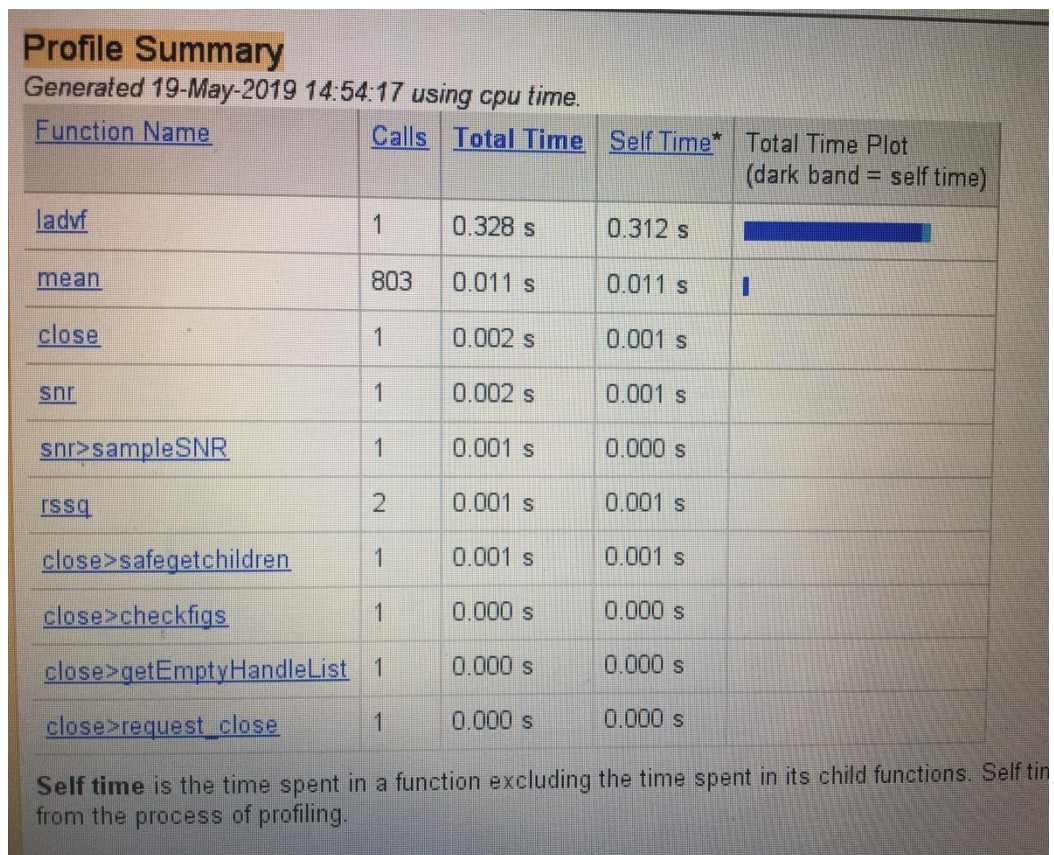 Profile Summary
Generated 19-May-2019 14:54:17 using cpu time.
Function Name Calls Total Time Self Time* Total Time Plot
(dark band = self time)
ladvf 1 0.328 s 0.312 s
mean 803 0.011 s 0.011 s
close 1 0.002 s 0.001 s
snr 1 0.002 s 0.001 s
snr>sampleSNR 1 0.001 s 0.000 s
rssq 2 0.001 s 0.001 s
close>safegetchildren 1 0.001 s 0.001 s
close>checkfigs 1 0.000 s 0.000 s
close>getEmptyHandleList 1 0.000 s 0.000 s
close>request_close 1 0.000 s 0.000 s
Self time is the time spent in a function excluding the time spent in its child functions. Self tim
from the process of profiling.